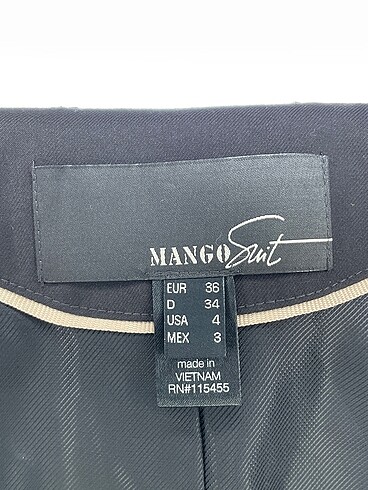 MANGO Suit
EUR 36
D 34
USA 4
MEX 3
made in
VIETNAM
RN#115455